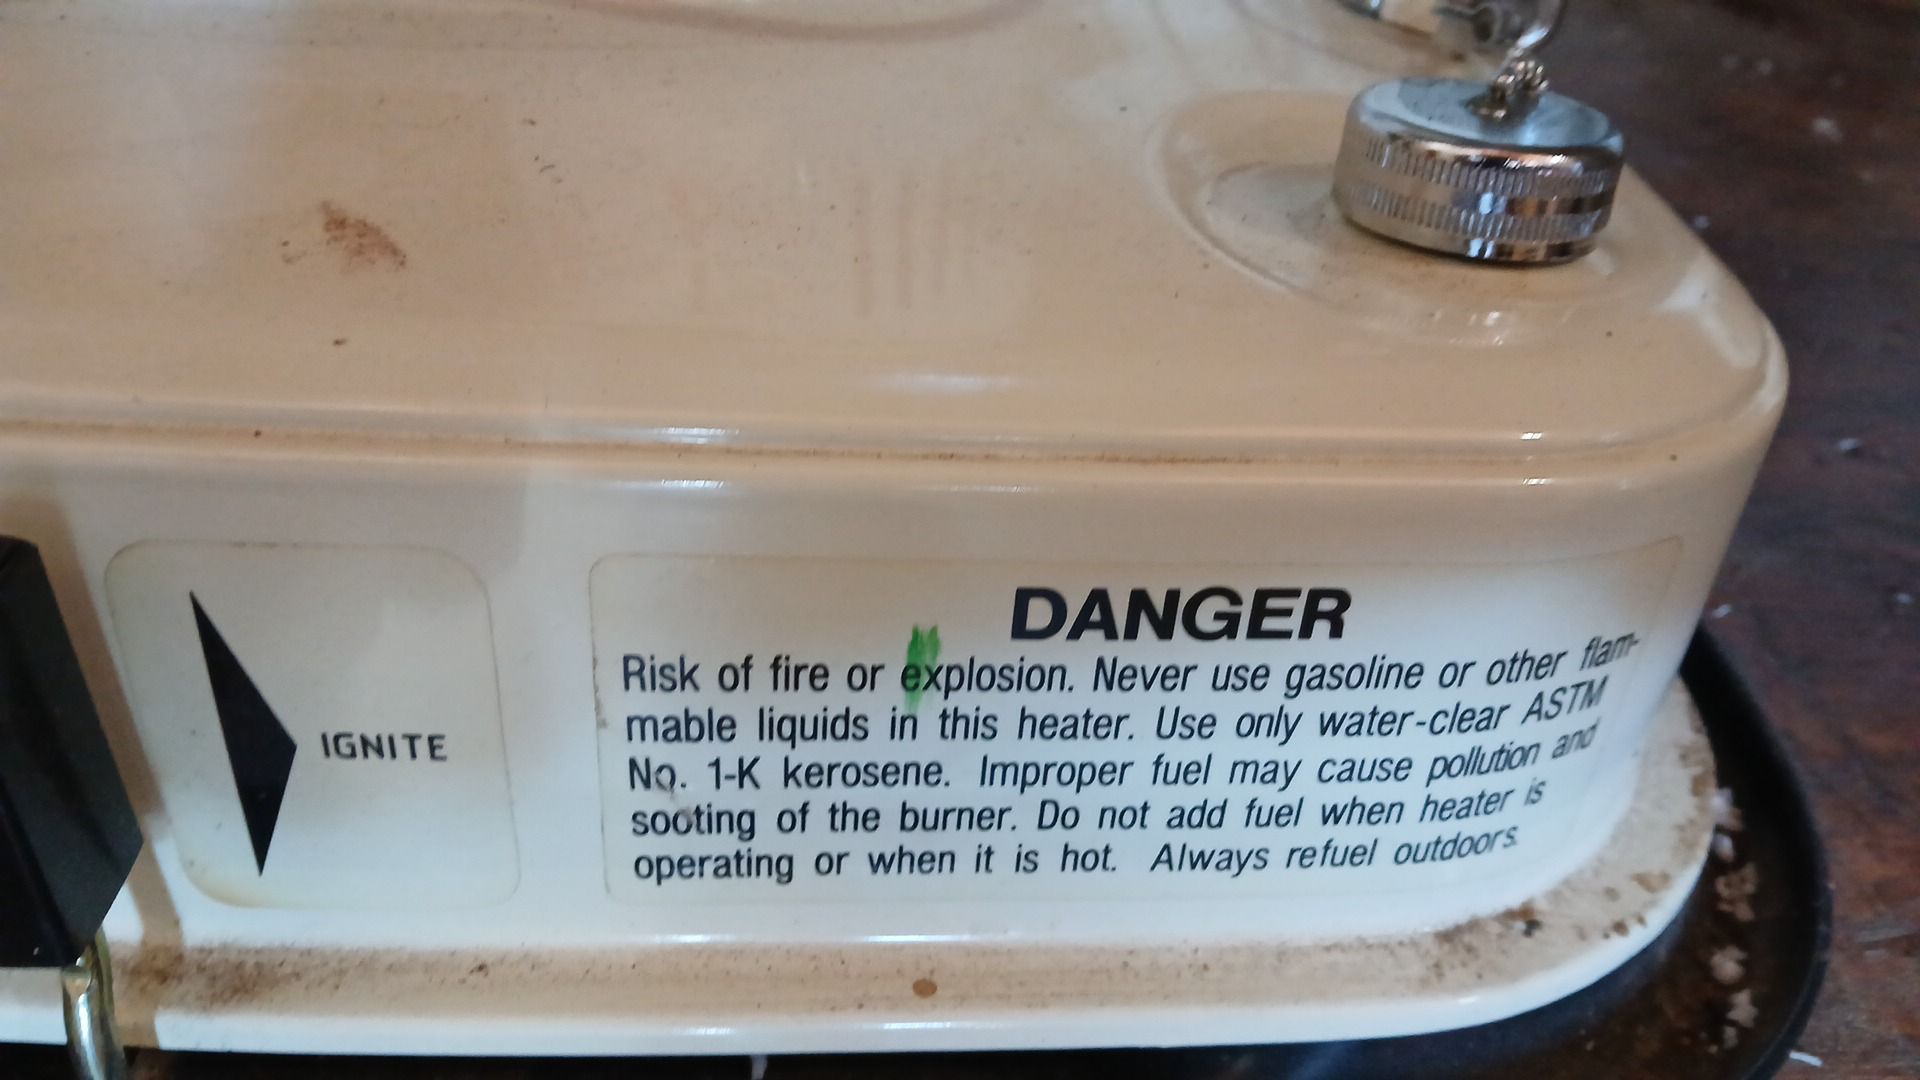 IGNITE
DANGER
Risk of fire or explosion. Never use gasoline or other flam-
mable liquids in this heater. Use only water-clear ASTM
No. 1-K kerosene. Improper fuel may cause pollution and
sooting of the burner. Do not add fuel when heater is
operating or when it is hot. Always refuel outdoors.